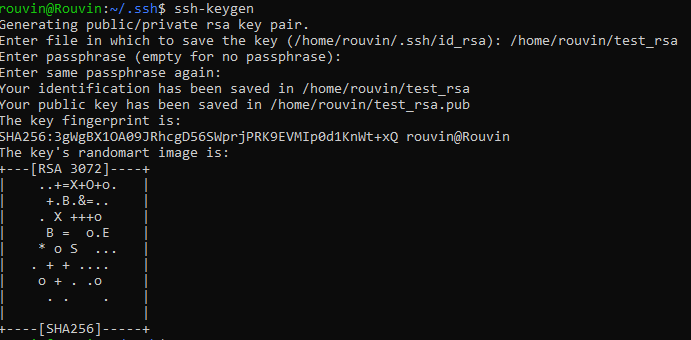 rouvin@Rouvin:~/.ssh$ ssh-keygen
Generating public/private rsa key pair.
Enter file in which to save the key (/home/rouvin/.ssh/id_rsa): /home/rouvin/test_rsa
Enter passphrase (empty for no passphrase):
Enter same passphrase again:
Your identification has been saved in /home/rouvin/test_rsa
Your public key has been saved in /home/rouvin/test_rsa.pub
The key fingerprint is:
SHA256:3gWgBX1OA09JRhcgD56SWprjPRK9EVMIp0d1KnWt+xQ rouvin@Rouvin
The key's randomart image is:
+---[RSA 3072]----+
|    ..+=X+O+o.   |
|     +.B.&=..    |
|    . X +++o     |
|     B =  o.E    |
|    * o S  ...   |
|   . + + ....    |
|    o + . .o     |
|     . .    .    |
|                 |
+----[SHA256]-----+